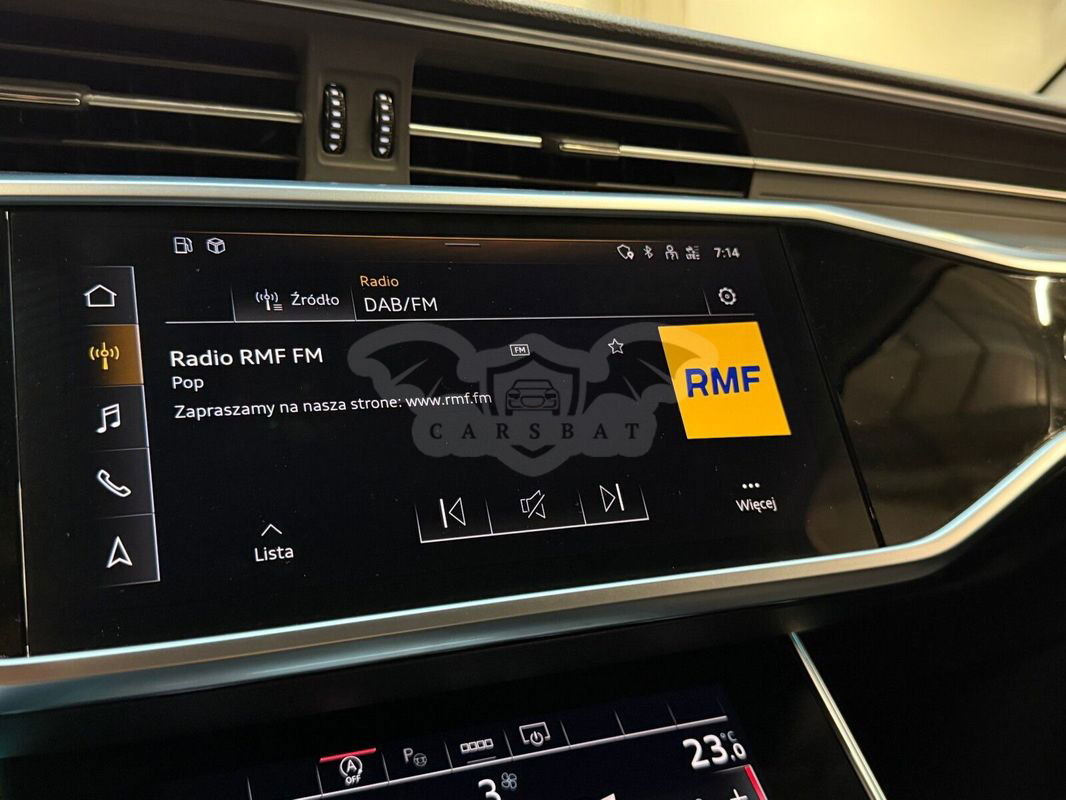 7:14
Źródło
Radio
DAB/FM
Radio RMF FM
FM
Pop
Zapraszamy na nasza strone: www.rmf.fm
RMF
CARSBAT
Lista
Więcej
A
OFF
P
3
23.0 °C